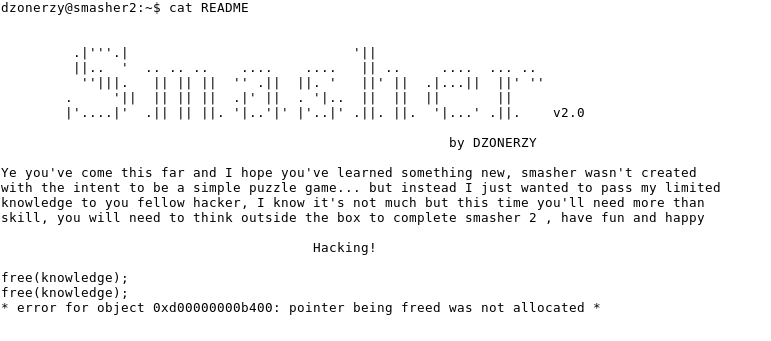 dzonerzy@smasher2:~$ cat README
Smasher v2.0
by DZONERZY
Ye you've come this far and I hope you've learned something new, smasher wasn't created
with the intent to be a simple puzzle game... but instead I just wanted to pass my limited
knowledge to you fellow hacker, I know it's not much but this time you'll need more than
skill, you will need to think outside the box to complete smasher 2 , have fun and happy
Hacking!
free(knowledge);
free(knowledge);
* error for object 0xd00000000b400: pointer being freed was not allocated *